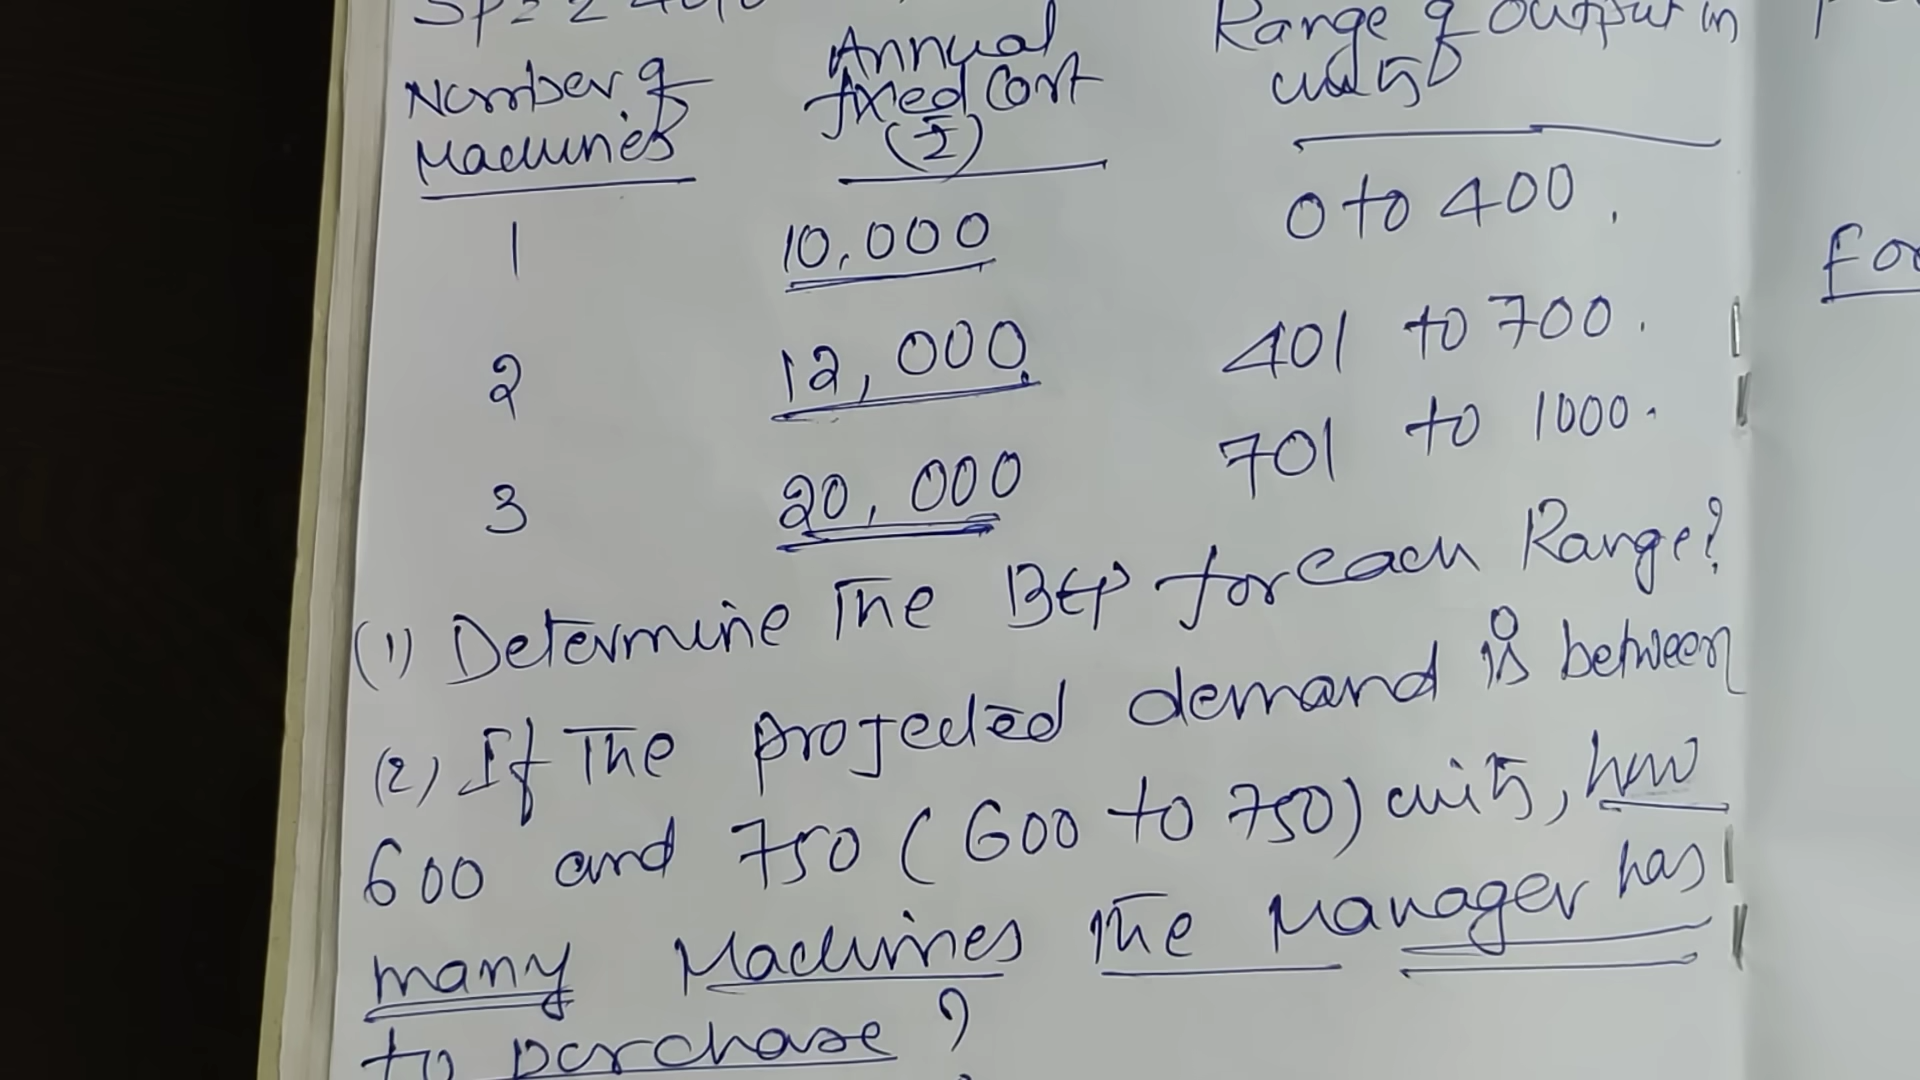 Number of
Machines
Annual
fixed Cost
(₹)
Range of output in
units
1 10,000 0 to 400.
2 12,000 401 to 700.
3 20,000 701 to 1000.
(1) Determine The BEP for each Range?
(2) If The projected demand is between
600 and 750 (600 to 750) units, how
many Machines the Manager has
to purchase?